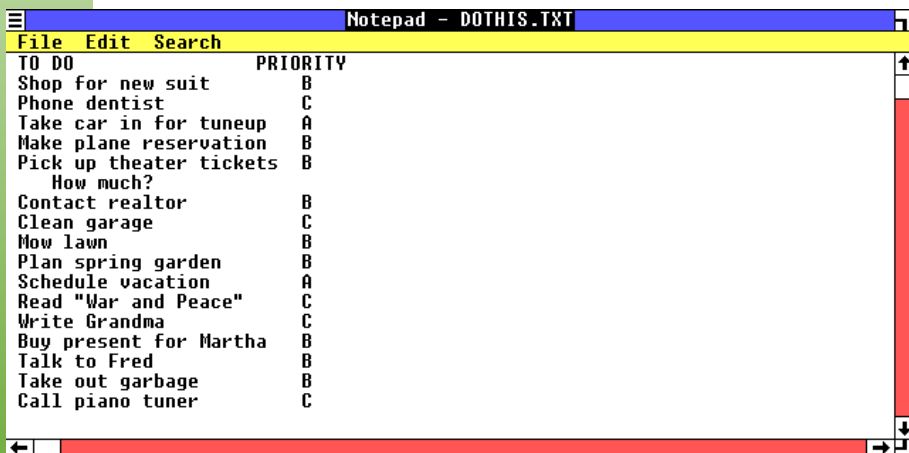 Notepad - DOTHIS.TXT
File Edit Search
TO DO PRIORITY
Shop for new suit B
Phone dentist C
Take car in for tuneup A
Make plane reservation B
Pick up theater tickets B
How much?
Contact realtor B
Clean garage C
Mow lawn B
Plan spring garden B
Schedule vacation A
Read "War and Peace" C
Write Grandma C
Buy present for Martha B
Talk to Fred B
Take out garbage B
Call piano tuner C